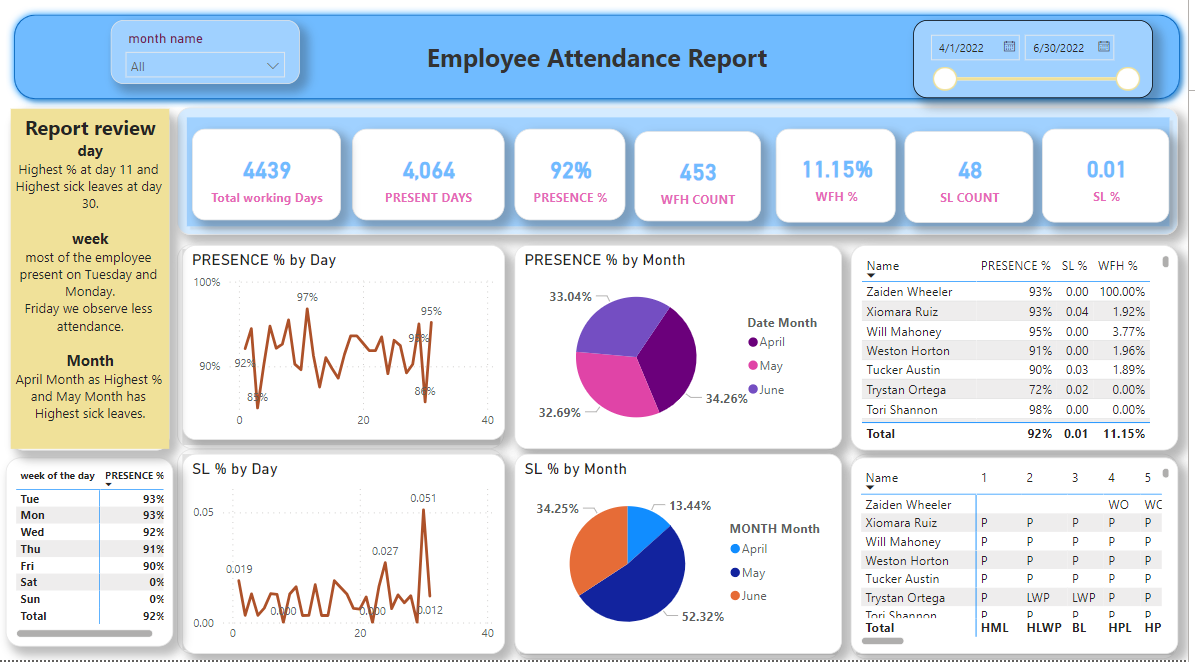 month name
All
Employee Attendance Report
4/1/2022
6/30/2022
Report review
day
Highest % at day 11 and
Highest sick leaves at day
30.
week
most of the employee
present on Tuesday and
Monday.
Friday we observe less
attendance.
Month
April Month as Highest %
and May Month has
Highest sick leaves.
4439
Total working Days
4,064
PRESENT DAYS
92%
PRESENCE %
453
WFH COUNT
11.15%
WFH %
48
SL COUNT
0.01
SL %
PRESENCE % by Day
100%
90%
97%
95%
92%
86%
0
20
40
PRESENCE % by Month
33.04%
32.69%
34.26%
Date Month
April
May
June
Name PRESENCE % SL % WFH %
Zaiden Wheeler 93% 0.00 100.00%
Xiomara Ruiz 93% 0.04 1.92%
Will Mahoney 95% 0.00 3.77%
Weston Horton 91% 0.00 1.96%
Tucker Austin 90% 0.03 1.89%
Trystan Ortega 72% 0.02 0.00%
Tori Shannon 98% 0.00 0.00%
Total 92% 0.01 11.15%
week of the day PRESENCE %
Tue 93%
Mon 93%
Wed 92%
Thu 91%
Fri 90%
Sat 0%
Sun 0%
Total 92%
SL % by Day
0.05
0.00
0.019
0.000
0.027
0.000
0.051
0.012
0
20
40
SL % by Month
34.25%
13.44%
52.32%
MONTH Month
April
May
June
Name 1 2 3 4 5
Zaiden Wheeler WO WO
Xiomara Ruiz P P P P P
Will Mahoney P P P P P
Weston Horton P P P P P
Tucker Austin P P P P P
Trystan Ortega P LWP LWP P P
Tori Shannon P P P P P
Total HML HLWP BL HPL HP